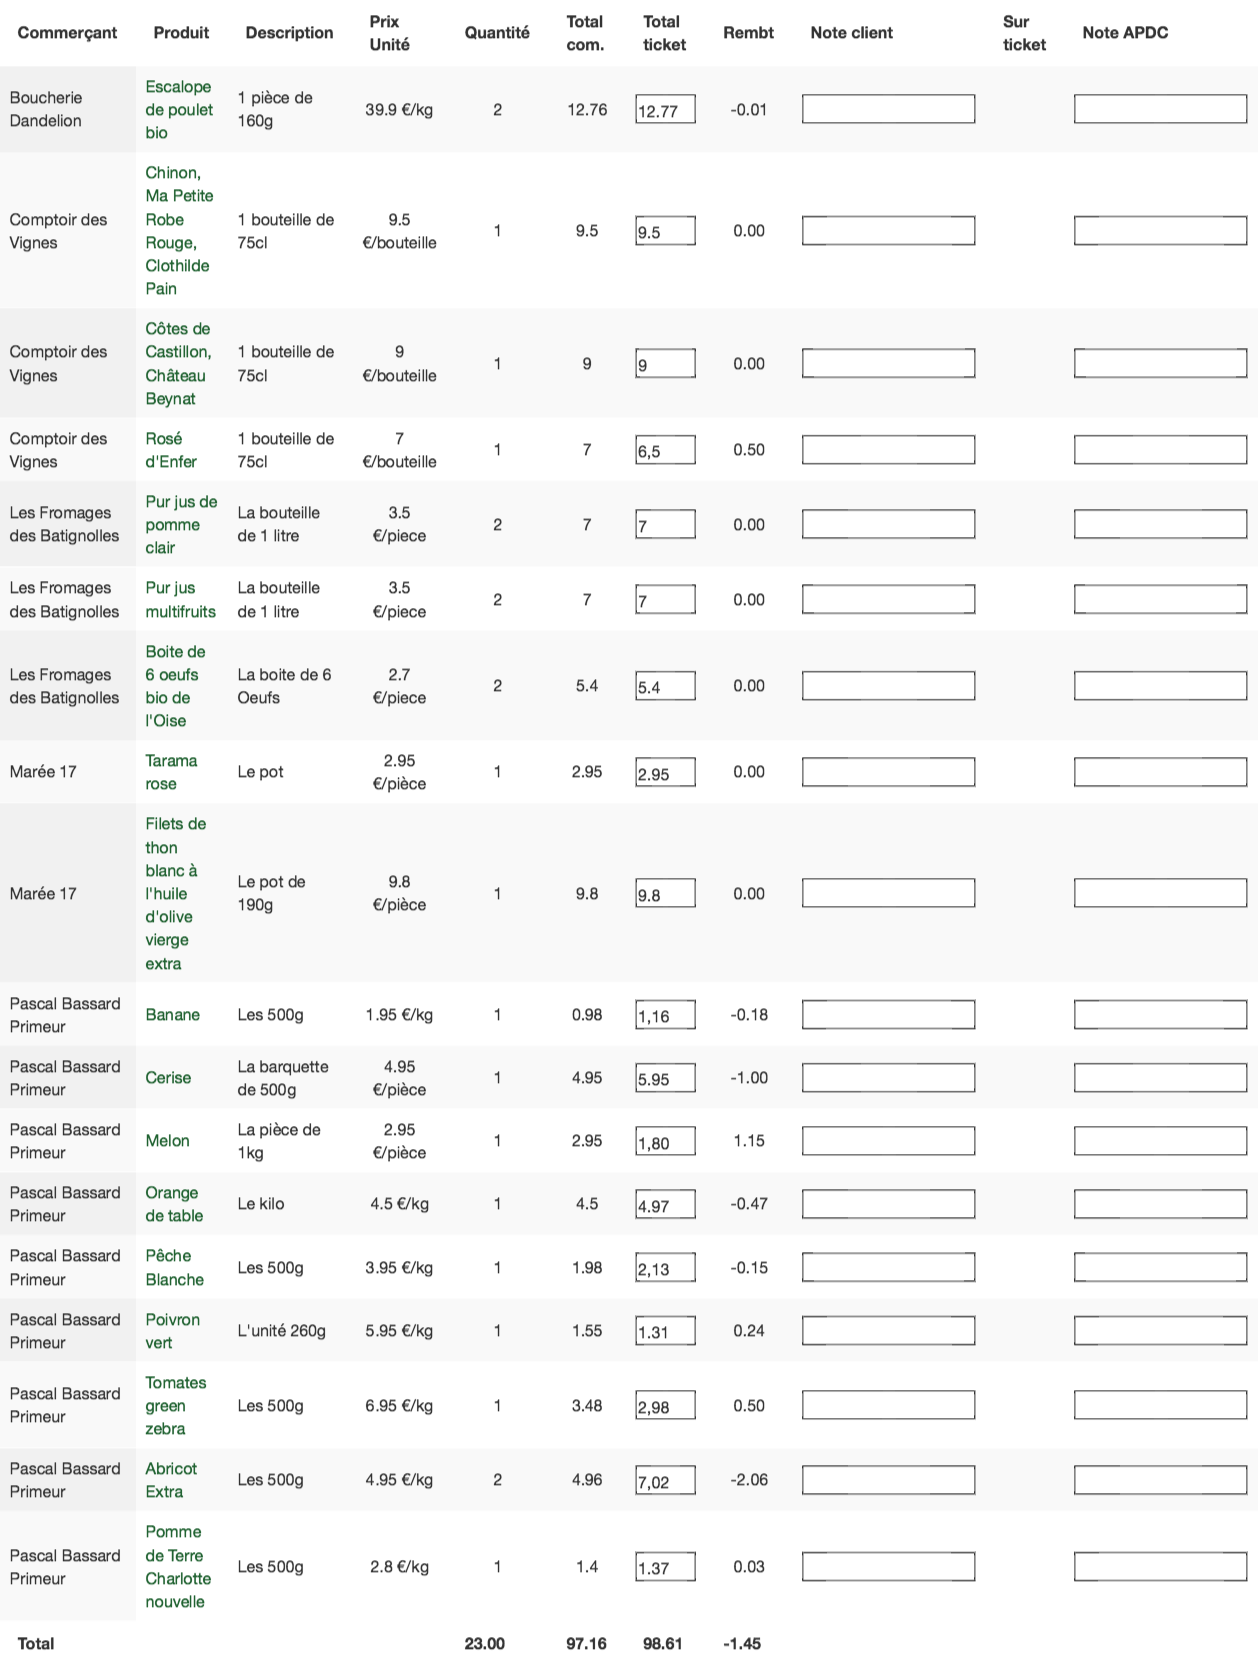 Commerçant Produit Description Prix Unité Quantité Total com. Total ticket Rembt Note client Sur ticket Note APDC
Boucherie Dandelion Escalope de poulet bio 1 pièce de 160g 39.9 €/kg 2 12.76 12.77 -0.01
Comptoir des Vignes Chinon, Ma Petite Robe Rouge, Clothilde Pain 1 bouteille de 75cl 9.5 €/bouteille 1 9.5 9.5 0.00
Comptoir des Vignes Côtes de Castillon, Château Beynat 1 bouteille de 75cl 9 €/bouteille 1 9 9 0.00
Comptoir des Vignes Rosé d'Enfer 1 bouteille de 75cl 7 €/bouteille 1 7 6,5 0.50
Les Fromages des Batignolles Pur jus de pomme clair La bouteille de 1 litre 3.5 €/piece 2 7 7 0.00
Les Fromages des Batignolles Pur jus multifruits La bouteille de 1 litre 3.5 €/piece 2 7 7 0.00
Les Fromages des Batignolles Boite de 6 oeufs bio de l'Oise La boite de 6 Oeufs 2.7 €/piece 2 5.4 5.4 0.00
Marée 17 Tarama rose Le pot 2.95 €/pièce 1 2.95 2.95 0.00
Marée 17 Filets de thon blanc à l'huile d'olive vierge extra Le pot de 190g 9.8 €/pièce 1 9.8 9.8 0.00
Pascal Bassard Primeur Banane Les 500g 1.95 €/kg 1 0.98 1,16 -0.18
Pascal Bassard Primeur Cerise La barquette de 500g 4.95 €/pièce 1 4.95 5.95 -1.00
Pascal Bassard Primeur Melon La pièce de 1kg 2.95 €/pièce 1 2.95 1,80 1.15
Pascal Bassard Primeur Orange de table Le kilo 4.5 €/kg 1 4.5 4.97 -0.47
Pascal Bassard Primeur Pêche Blanche Les 500g 3.95 €/kg 1 1.98 2,13 -0.15
Pascal Bassard Primeur Poivron vert L'unité 260g 5.95 €/kg 1 1.55 1.31 0.24
Pascal Bassard Primeur Tomates green zebra Les 500g 6.95 €/kg 1 3.48 2,98 0.50
Pascal Bassard Primeur Abricot Extra Les 500g 4.95 €/kg 2 4.96 7,02 -2.06
Pascal Bassard Primeur Pomme de Terre Charlotte nouvelle Les 500g 2.8 €/kg 1 1.4 1.37 0.03
Total 23.00 97.16 98.61 -1.45